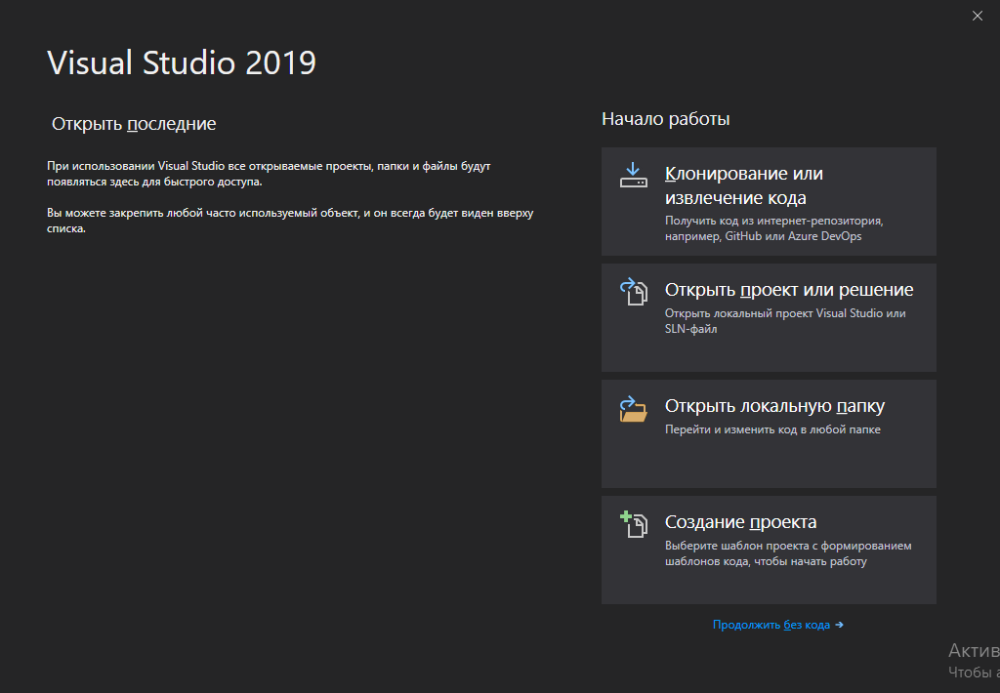 Visual Studio 2019
Открыть последние
При использовании Visual Studio все открываемые проекты, папки и файлы будут
появляться здесь для быстрого доступа.
Вы можете закрепить любой часто используемый объект, и он всегда будет виден вверху
списка.
Начало работы
Клонирование или
извлечение кода
Получить код из интернет-репозитория,
например, GitHub или Azure DevOps
Открыть проект или решение
Открыть локальный проект Visual Studio или
SLN-файл
Открыть локальную папку
Перейти и изменить код в любой папке
Создание проекта
Выберите шаблон проекта с формированием
шаблонов кода, чтобы начать работу
Продолжить без кода
Актив
Чтобы а